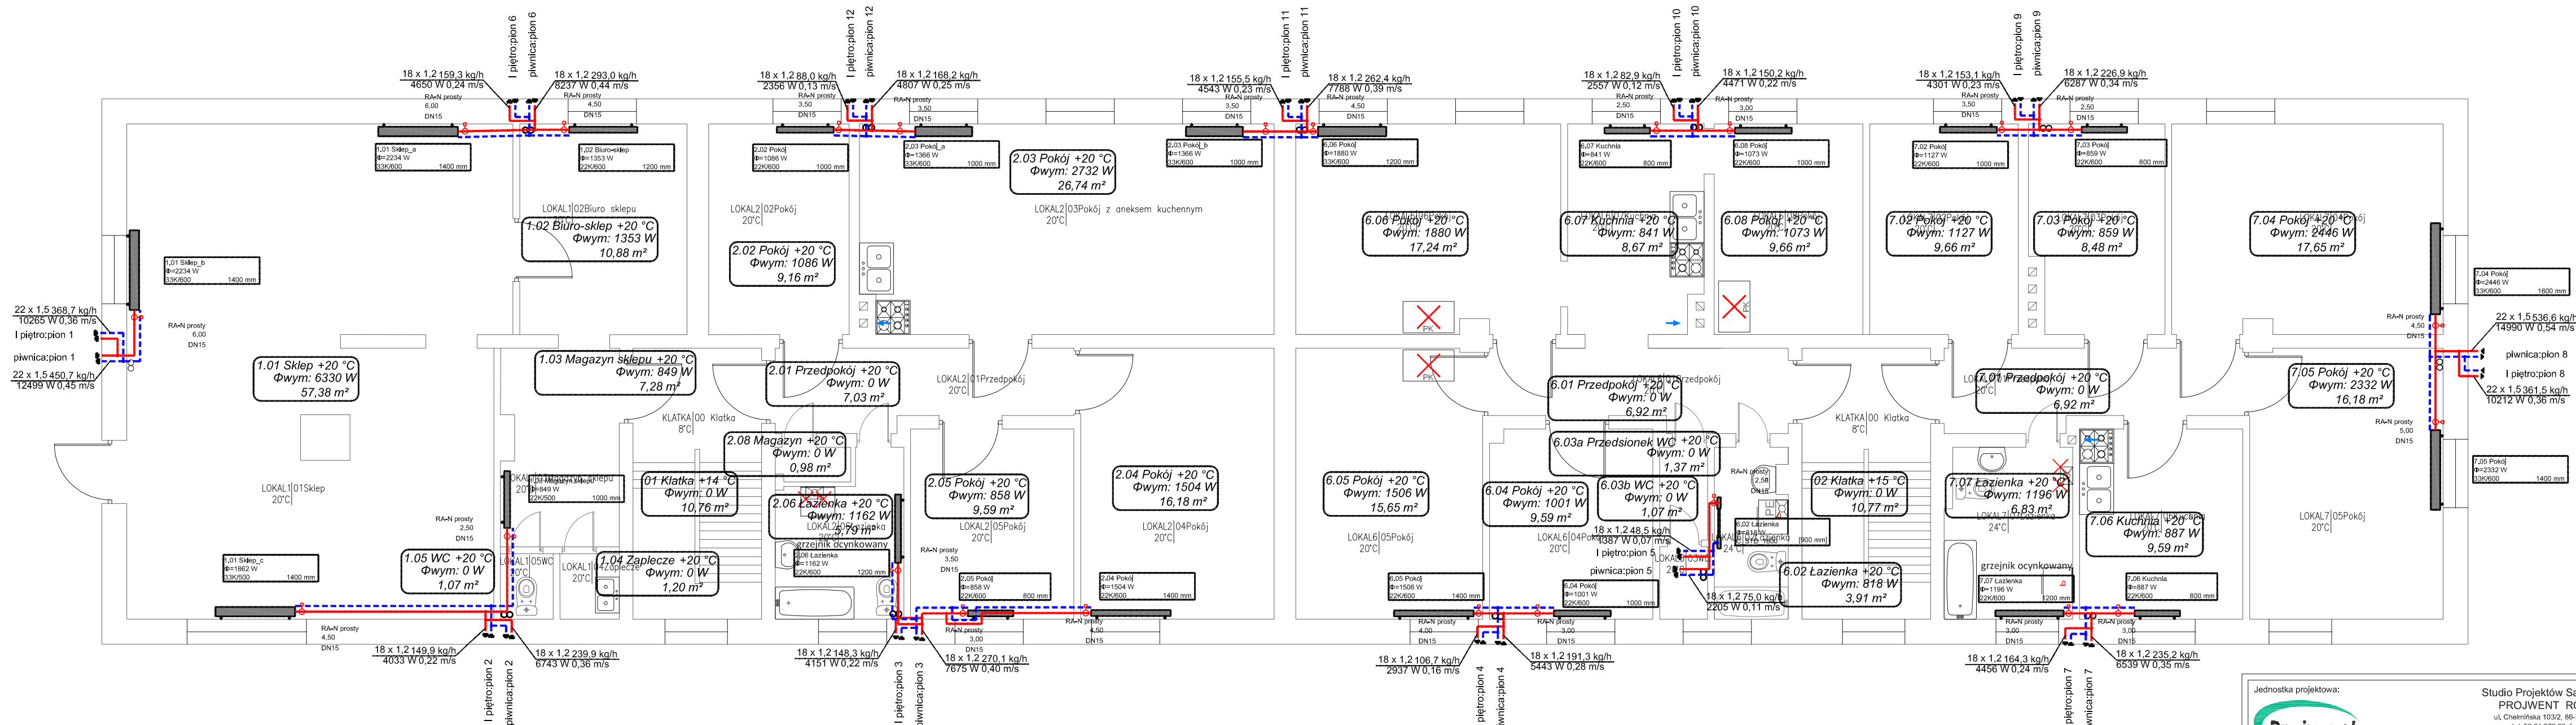 I piętro:pion 6
piwnica:pion 6
I piętro:pion 12
piwnica:pion 12
I piętro:pion 11
piwnica:pion 11
I piętro:pion 10
piwnica:pion 10
I piętro:pion 9
piwnica:pion 9
18 x 1,2 159,3 kg/h
4650 W 0,24 m/s
18 x 1,2 293,0 kg/h
8237 W 0,44 m/s
18 x 1,2 88,0 kg/h
2356 W 0,13 m/s
18 x 1,2 168,2 kg/h
4807 W 0,25 m/s
18 x 1,2 155,5 kg/h
4543 W 0,23 m/s
18 x 1,2 262,4 kg/h
7788 W 0,39 m/s
18 x 1,2 82,9 kg/h
2557 W 0,12 m/s
18 x 1,2 150,2 kg/h
4471 W 0,22 m/s
18 x 1,2 153,1 kg/h
4301 W 0,23 m/s
18 x 1,2 226,9 kg/h
6287 W 0,34 m/s
RA-N prosty
6,00
DN15
RA-N prosty
4,50
DN15
RA-N prosty
3,50
DN15
RA-N prosty
3,50
DN15
RA-N prosty
3,50
DN15
RA-N prosty
4,50
DN15
RA-N prosty
2,50
DN15
RA-N prosty
3,00
DN15
RA-N prosty
3,50
DN15
RA-N prosty
2,50
DN15
1.01 Sklep_a
Φ=2234 W
33K/600 1400 mm
1.02 Biuro-sklep
Φ=1353 W
22K/600 1200 mm
2.02 Pokój
Φ=1086 W
22K/600 1000 mm
2.03 Pokój_a
Φ=1366 W
33K/600 1000 mm
2.03 Pokój_b
Φ=1366 W
33K/600 1000 mm
6.06 Pokój
Φ=1880 W
33K/600 1200 mm
6.07 Kuchnia
Φ=841 W
22K/600 800 mm
6.08 Pokój
Φ=1073 W
22K/600 1000 mm
7.02 Pokój
Φ=1127 W
22K/600 1000 mm
7.03 Pokój
Φ=859 W
22K/600 800 mm
2.03 Pokój +20 °C
Φwym: 2732 W
26,74 m²
LOKAL1 02Biuro sklepu
20°C
1.02 Biuro-sklep +20 °C
Φwym: 1353 W
10,88 m²
LOKAL2 02Pokój
20°C
2.02 Pokój +20 °C
Φwym: 1086 W
9,16 m²
LOKAL2 03Pokój z aneksem kuchennym
20°C
6.06 Pokój +20 °C
Φwym: 1880 W
17,24 m²
6.07 Kuchnia +20 °C
Φwym: 841 W
8,67 m²
6.08 Pokój +20 °C
Φwym: 1073 W
9,66 m²
7.02 Pokój +20 °C
Φwym: 1127 W
9,66 m²
7.03 Pokój +20 °C
Φwym: 859 W
8,48 m²
7.04 Pokój +20 °C
Φwym: 2446 W
17,65 m²
1.01 Sklep_b
Φ=2234 W
33K/600 1400 mm
7.04 Pokój
Φ=2446 W
33K/600 1600 mm
22 x 1,5 368,7 kg/h
10265 W 0,36 m/s
I piętro:pion 1
piwnica:pion 1
22 x 1,5 450,7 kg/h
12499 W 0,45 m/s
RA-N prosty
6,00
DN15
PK
PK
PK
RA-N prosty
4,50
DN15
22 x 1,5 536,6 kg/h
14990 W 0,54 m/s
piwnica:pion 8
I piętro:pion 8
22 x 1,5 361,5 kg/h
10212 W 0,36 m/s
1.01 Sklep +20 °C
Φwym: 6330 W
57,38 m²
1.03 Magazyn sklepu +20 °C
Φwym: 849 W
7,28 m²
2.01 Przedpokój +20 °C
Φwym: 0 W
7,03 m²
LOKAL2 01Przedpokój
20°C
6.01 Przedpokój +20 °C
Φwym: 0 W
6,92 m²
7.01 Przedpokój +20 °C
Φwym: 0 W
6,92 m²
7.05 Pokój +20 °C
Φwym: 2332 W
16,18 m²
KLATKA 00 Klatka
8°C
KLATKA 00 Klatka
8°C
RA-N prosty
5,00
DN15
2.08 Magazyn +20 °C
Φwym: 0 W
0,98 m²
6.03a Przedsionek WC +20 °C
Φwym: 0 W
1,37 m²
7.05 Pokój
Φ=2332 W
33K/600 1400 mm
LOKAL1 01Sklep
20°C
Φ=849 W
22K/500 1000 mm
01 Klatka +14 °C
Φwym: 0 W
10,76 m²
2.06 Łazienka +20 °C
Φwym: 1162 W
5,79 m²
2.05 Pokój +20 °C
Φwym: 858 W
9,59 m²
2.04 Pokój +20 °C
Φwym: 1504 W
16,18 m²
6.05 Pokój +20 °C
Φwym: 1506 W
15,65 m²
6.04 Pokój +20 °C
Φwym: 1001 W
9,59 m²
6.03b WC +20 °C
Φwym: 0 W
1,07 m²
RA-N prosty
2,50
DN15
02 Klatka +15 °C
Φwym: 0 W
10,77 m²
7.07 Łazienka +20 °C
Φwym: 1196 W
6,83 m²
LOKAL2 05Pokój
20°C
LOKAL2 04Pokój
20°C
LOKAL6 05Pokój
20°C
LOKAL6 04Pokój
20°C
24°C
7.06 Kuchnia +20 °C
Φwym: 887 W
9,59 m²
LOKAL7 05Pokój
20°C
RA-N prosty
2,50
DN15
1.01 Sklep_c
Φ=1862 W
33K/500 1400 mm
1.05 WC +20 °C
Φwym: 0 W
1,07 m²
LOKAL1 05WC
20°C
1.04 Zaplecze +20 °C
Φwym: 0 W
1,20 m²
20°C
grzejnik ocynkowany
2.06 Łazienka
Φ=1162 W
22K/600 1200 mm
RA-N prosty
3,50
DN15
2.05 Pokój
Φ=858 W
22K/600 800 mm
2.04 Pokój
Φ=1504 W
22K/600 1400 mm
6.05 Pokój
Φ=1506 W
22K/600 1400 mm
6.04 Pokój
Φ=1001 W
22K/600 1000 mm
18 x 1,2 48,5 kg/h
1387 W 0,07 m/s
I piętro:pion 5
piwnica:pion 5
18 x 1,2 75,0 kg/h
2205 W 0,11 m/s
6.02 Łazienka
Φ=818 W
24°C
6.02 Łazienka +20 °C
Φwym: 818 W
3,91 m²
grzejnik ocynkowany
7.07 Łazienka
Φ=1196 W
22K/600 1200 mm
7.06 Kuchnia
Φ=887 W
22K/600 800 mm
4,50
RA-N prosty
DN15
RA-N prosty
3,00
DN15
RA-N prosty
4,50
DN15
RA-N prosty
4,00
DN15
RA-N prosty
3,00
DN15
RA-N prosty
3,00
DN15
RA-N prosty
3,00
DN15
18 x 1,2 149,9 kg/h
4033 W 0,22 m/s
18 x 1,2 239,9 kg/h
6743 W 0,36 m/s
18 x 1,2 148,3 kg/h
4151 W 0,22 m/s
18 x 1,2 270,1 kg/h
7675 W 0,40 m/s
18 x 1,2 106,7 kg/h
2937 W 0,16 m/s
18 x 1,2 191,3 kg/h
5443 W 0,28 m/s
18 x 1,2 164,3 kg/h
4456 W 0,24 m/s
18 x 1,2 235,2 kg/h
6539 W 0,35 m/s
I piętro:pion 2
piwnica:pion 2
I piętro:pion 3
piwnica:pion 3
piętro:pion 4
wnica:pion 4
piętro:pion 7
wnica:pion 7
Jednostka projektowa:
Studio Projektów Sa
PROJWENT
ul. Chełmińska 103/2, 86-